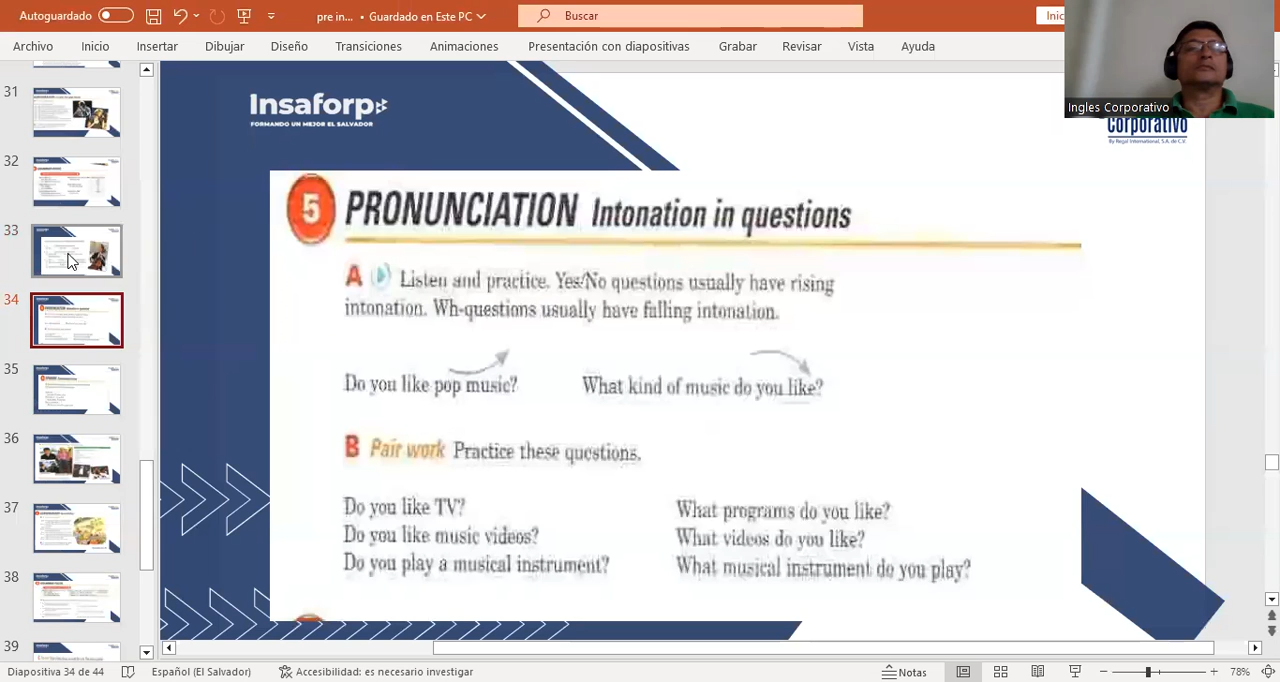 Autoguardado
pre in... • Guardado en Este PC
Buscar
Inic
Archivo Inicio Insertar Dibujar Diseño Transiciones Animaciones Presentación con diapositivas Grabar Revisar Vista Ayuda
Ingles Corporativo
31
32
33
34
35
36
37
38
39
Insaforp
FORMANDO UN MEJOR EL SALVADOR
Corporativo
By Regal International, S.A. de C.V.
5 PRONUNCIATION Intonation in questions
A Listen and practice. Yes/No questions usually have rising
intonation. Wh-questions usually have falling intonation.
Do you like pop music? What kind of music do you like?
B Pair work Practice these questions.
Do you like TV? What programs do you like?
Do you like music videos? What videos do you like?
Do you play a musical instrument? What musical instrument do you play?
Diapositiva 34 de 44 Español (El Salvador) Accesibilidad: es necesario investigar Notas 78%